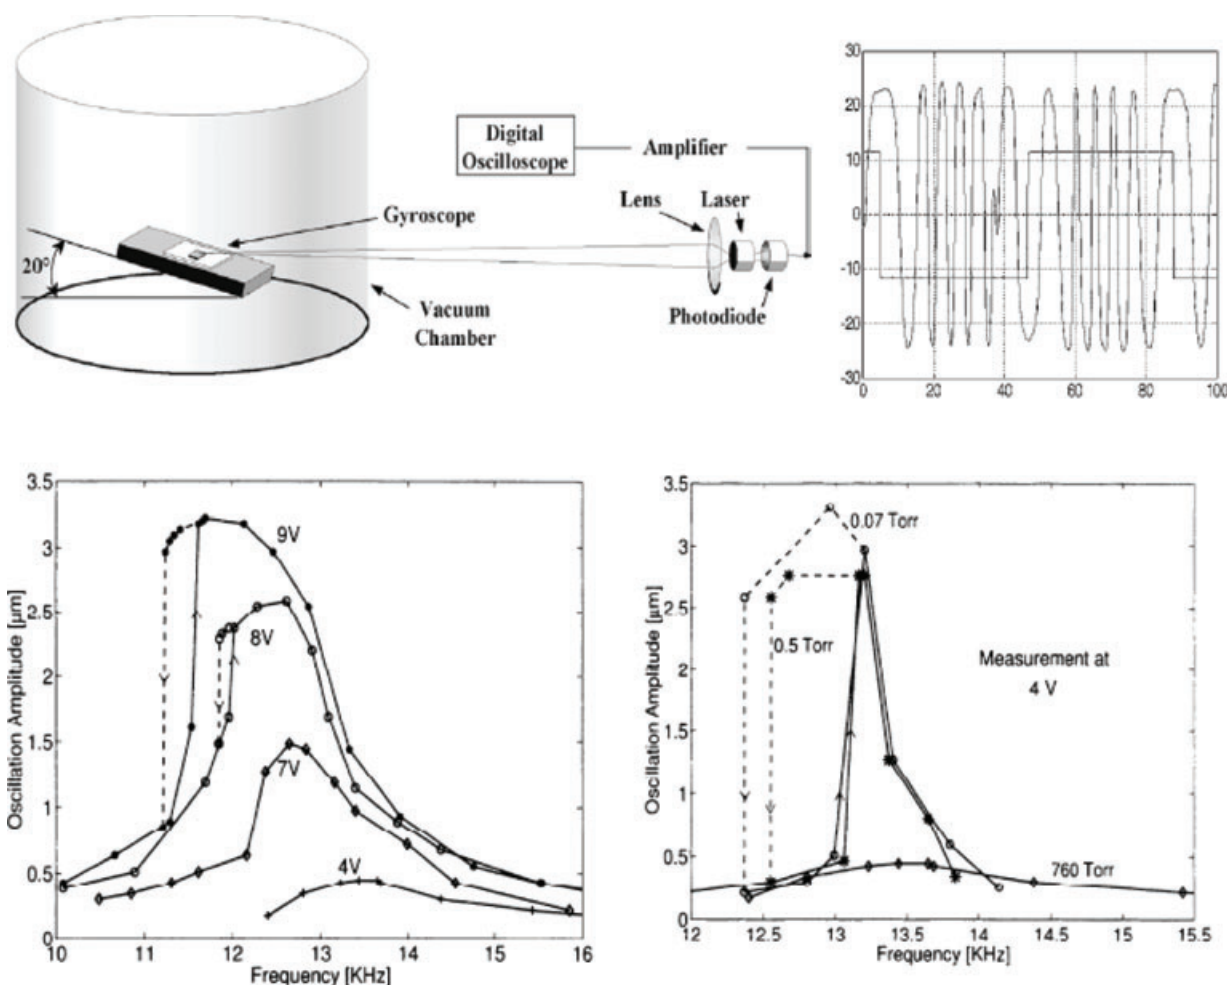 Digital
Oscilloscope
Amplifier
Lens
Laser
Gyroscope
20°
Vacuum
Chamber
Photodiode
30
20
10
0
-10
-20
-30
0
20
40
60
80
100
3.5
3
2.5
2
1.5
1
0.5
0
Oscillation Amplitude [μm]
9V
8V
7V
4V
10
11
12
13
14
15
16
Frequency [KHz]
3.5
3
2.5
2
1.5
1
0.5
0
Oscillation Amplitude [μm]
0.07 Torr
0.5 Torr
Measurement at
4 V
760 Torr
12
12.5
13
13.5
14
14.5
15
15.5
Frequency [KHz]